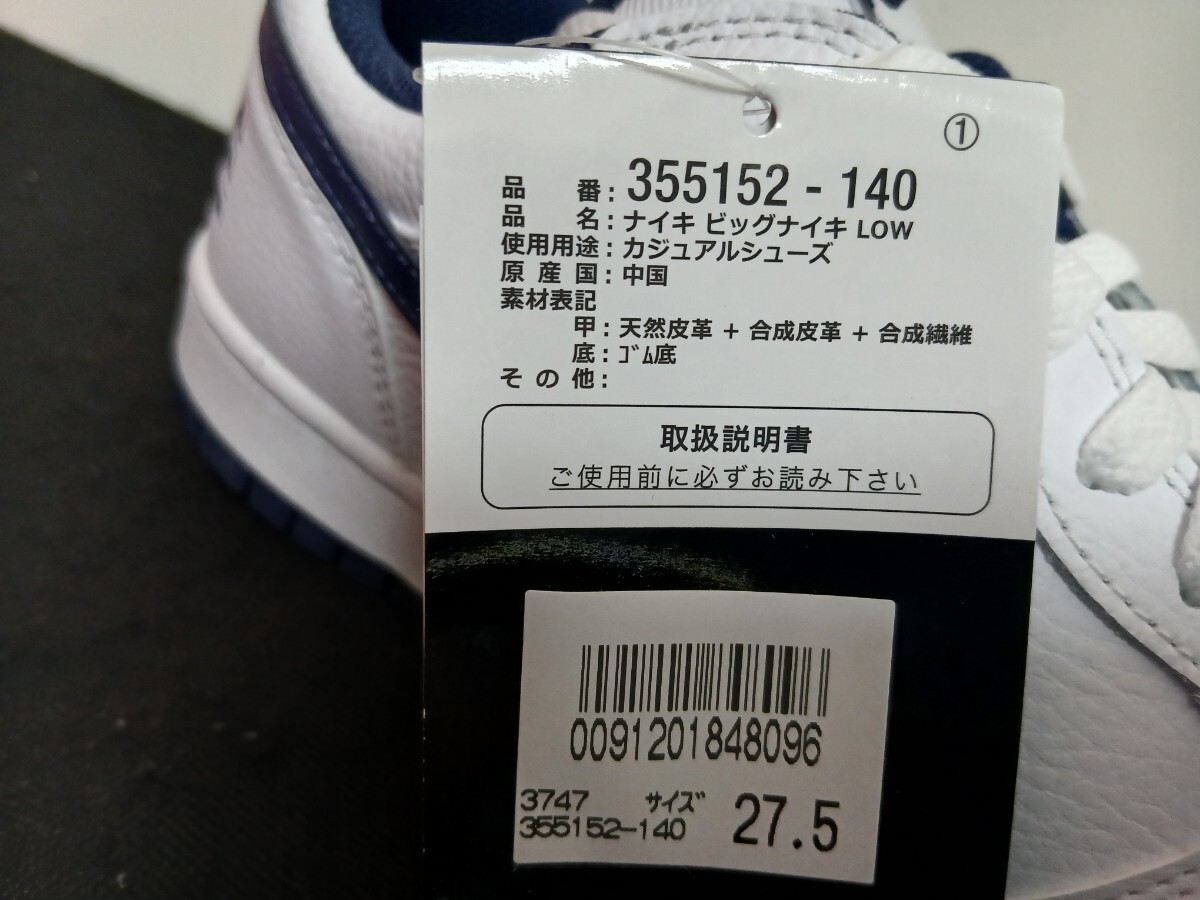 ①
品 番: 355152 - 140
品 名: ナイキ ビッグナイキ LOW
使用用途: カジュアルシューズ
原 産 国: 中国
素材表記
甲: 天然皮革 + 合成皮革 + 合成繊維
底: ゴム底
そ の 他:
取扱説明書
ご使用前に必ずお読み下さい
0091201848096
3747 サイズ 27.5
355152-140